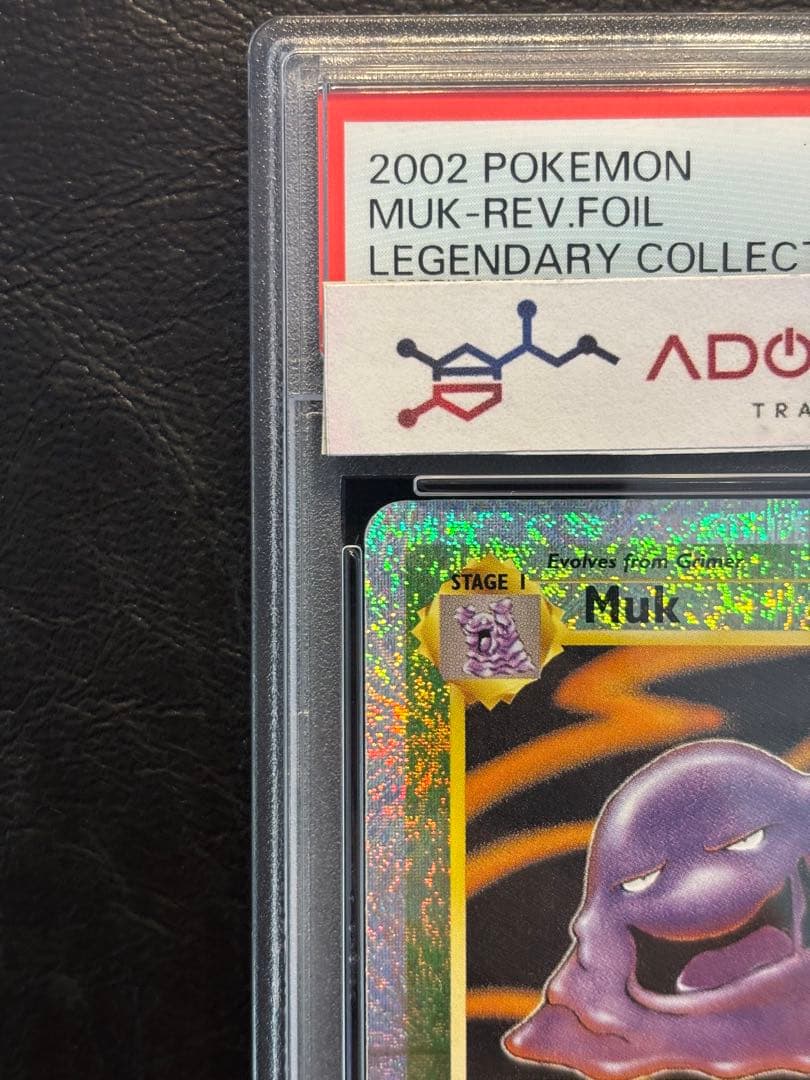 2002 POKEMON
MUK-REV.FOIL
LEGENDARY COLLECT
ADO
TRA
Evolves from Grimer
STAGE 1
Muk